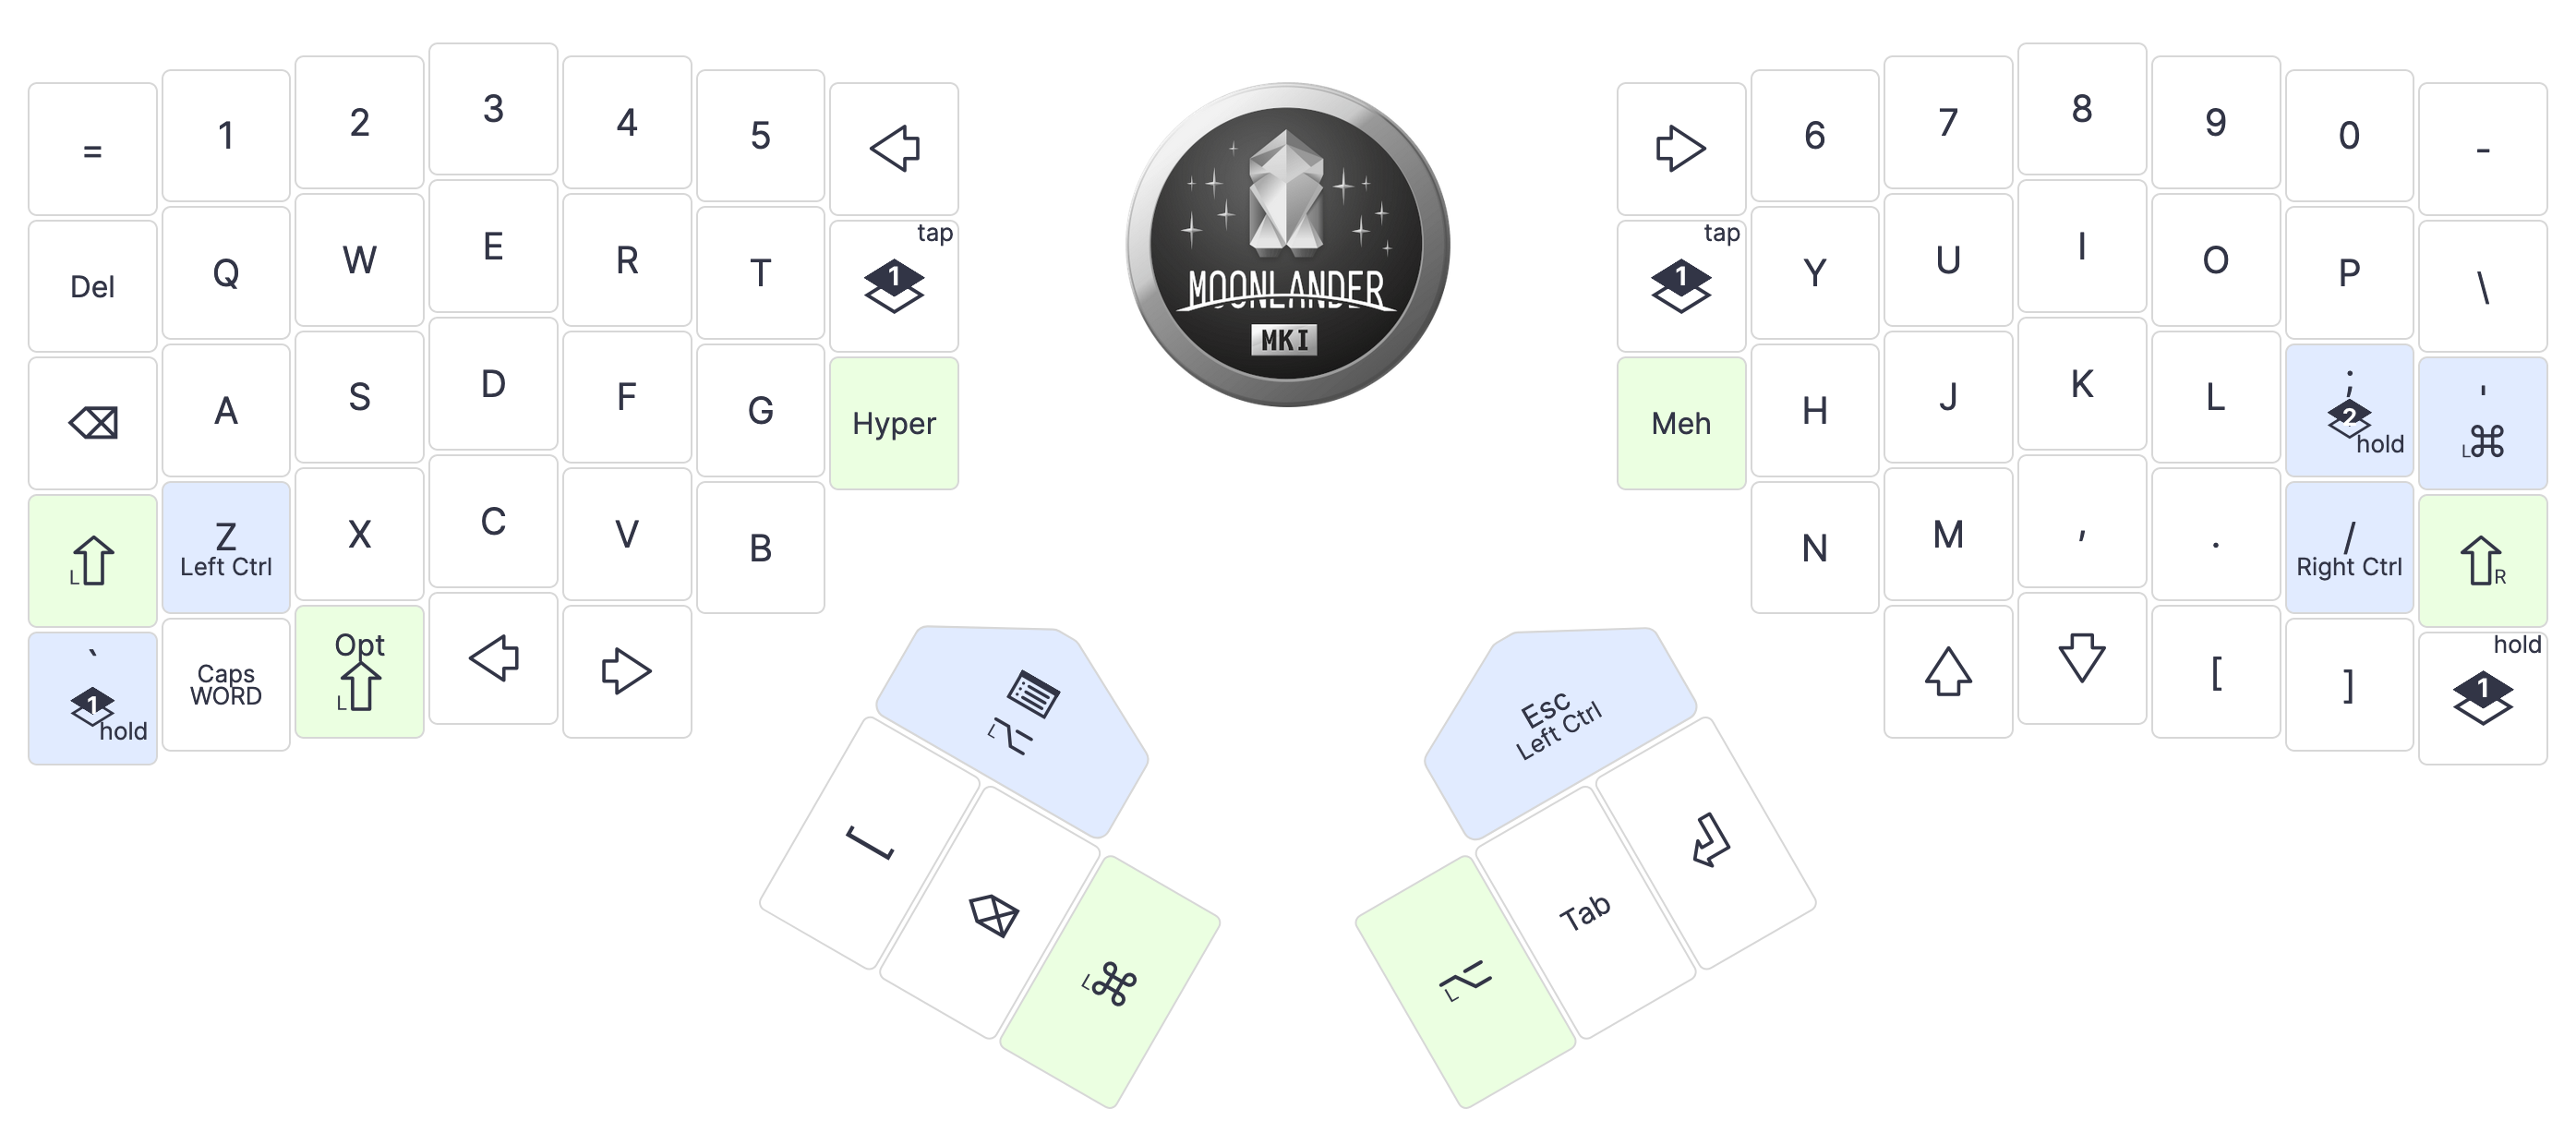 = 1 2 3 4 5 6 7 8 9 0 -
Del Q W E R T tap 1 tap 1 Y U I O P \
A S D F G Hyper Meh H J K L ; 2 hold ' L⌘
L Z Left Ctrl X C V B N M , . / Right Ctrl R
` 1 hold Caps WORD Opt L [ ] hold 1
MOONLANDER
MKI
L⌥ Esc Left Ctrl
Tab
L⌘ L⌥